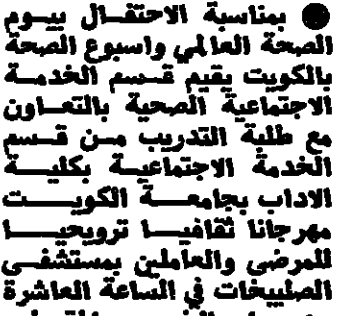 ● بمناسبة الاحتفال بيوم
الصحة العالمي واسبوع الصحة
بالكويت يقيم قسم الخدمة
الاجتماعية الصحية بالتعاون
مع طلبة التدريب من قسم
الخدمة الاجتماعية بكلية
الاداب بجامعة الكويت
مهرجانا ثقافيا ترويحيا
للمرضى والعاملين بمستشفى
الصليبخات في الساعة العاشرة